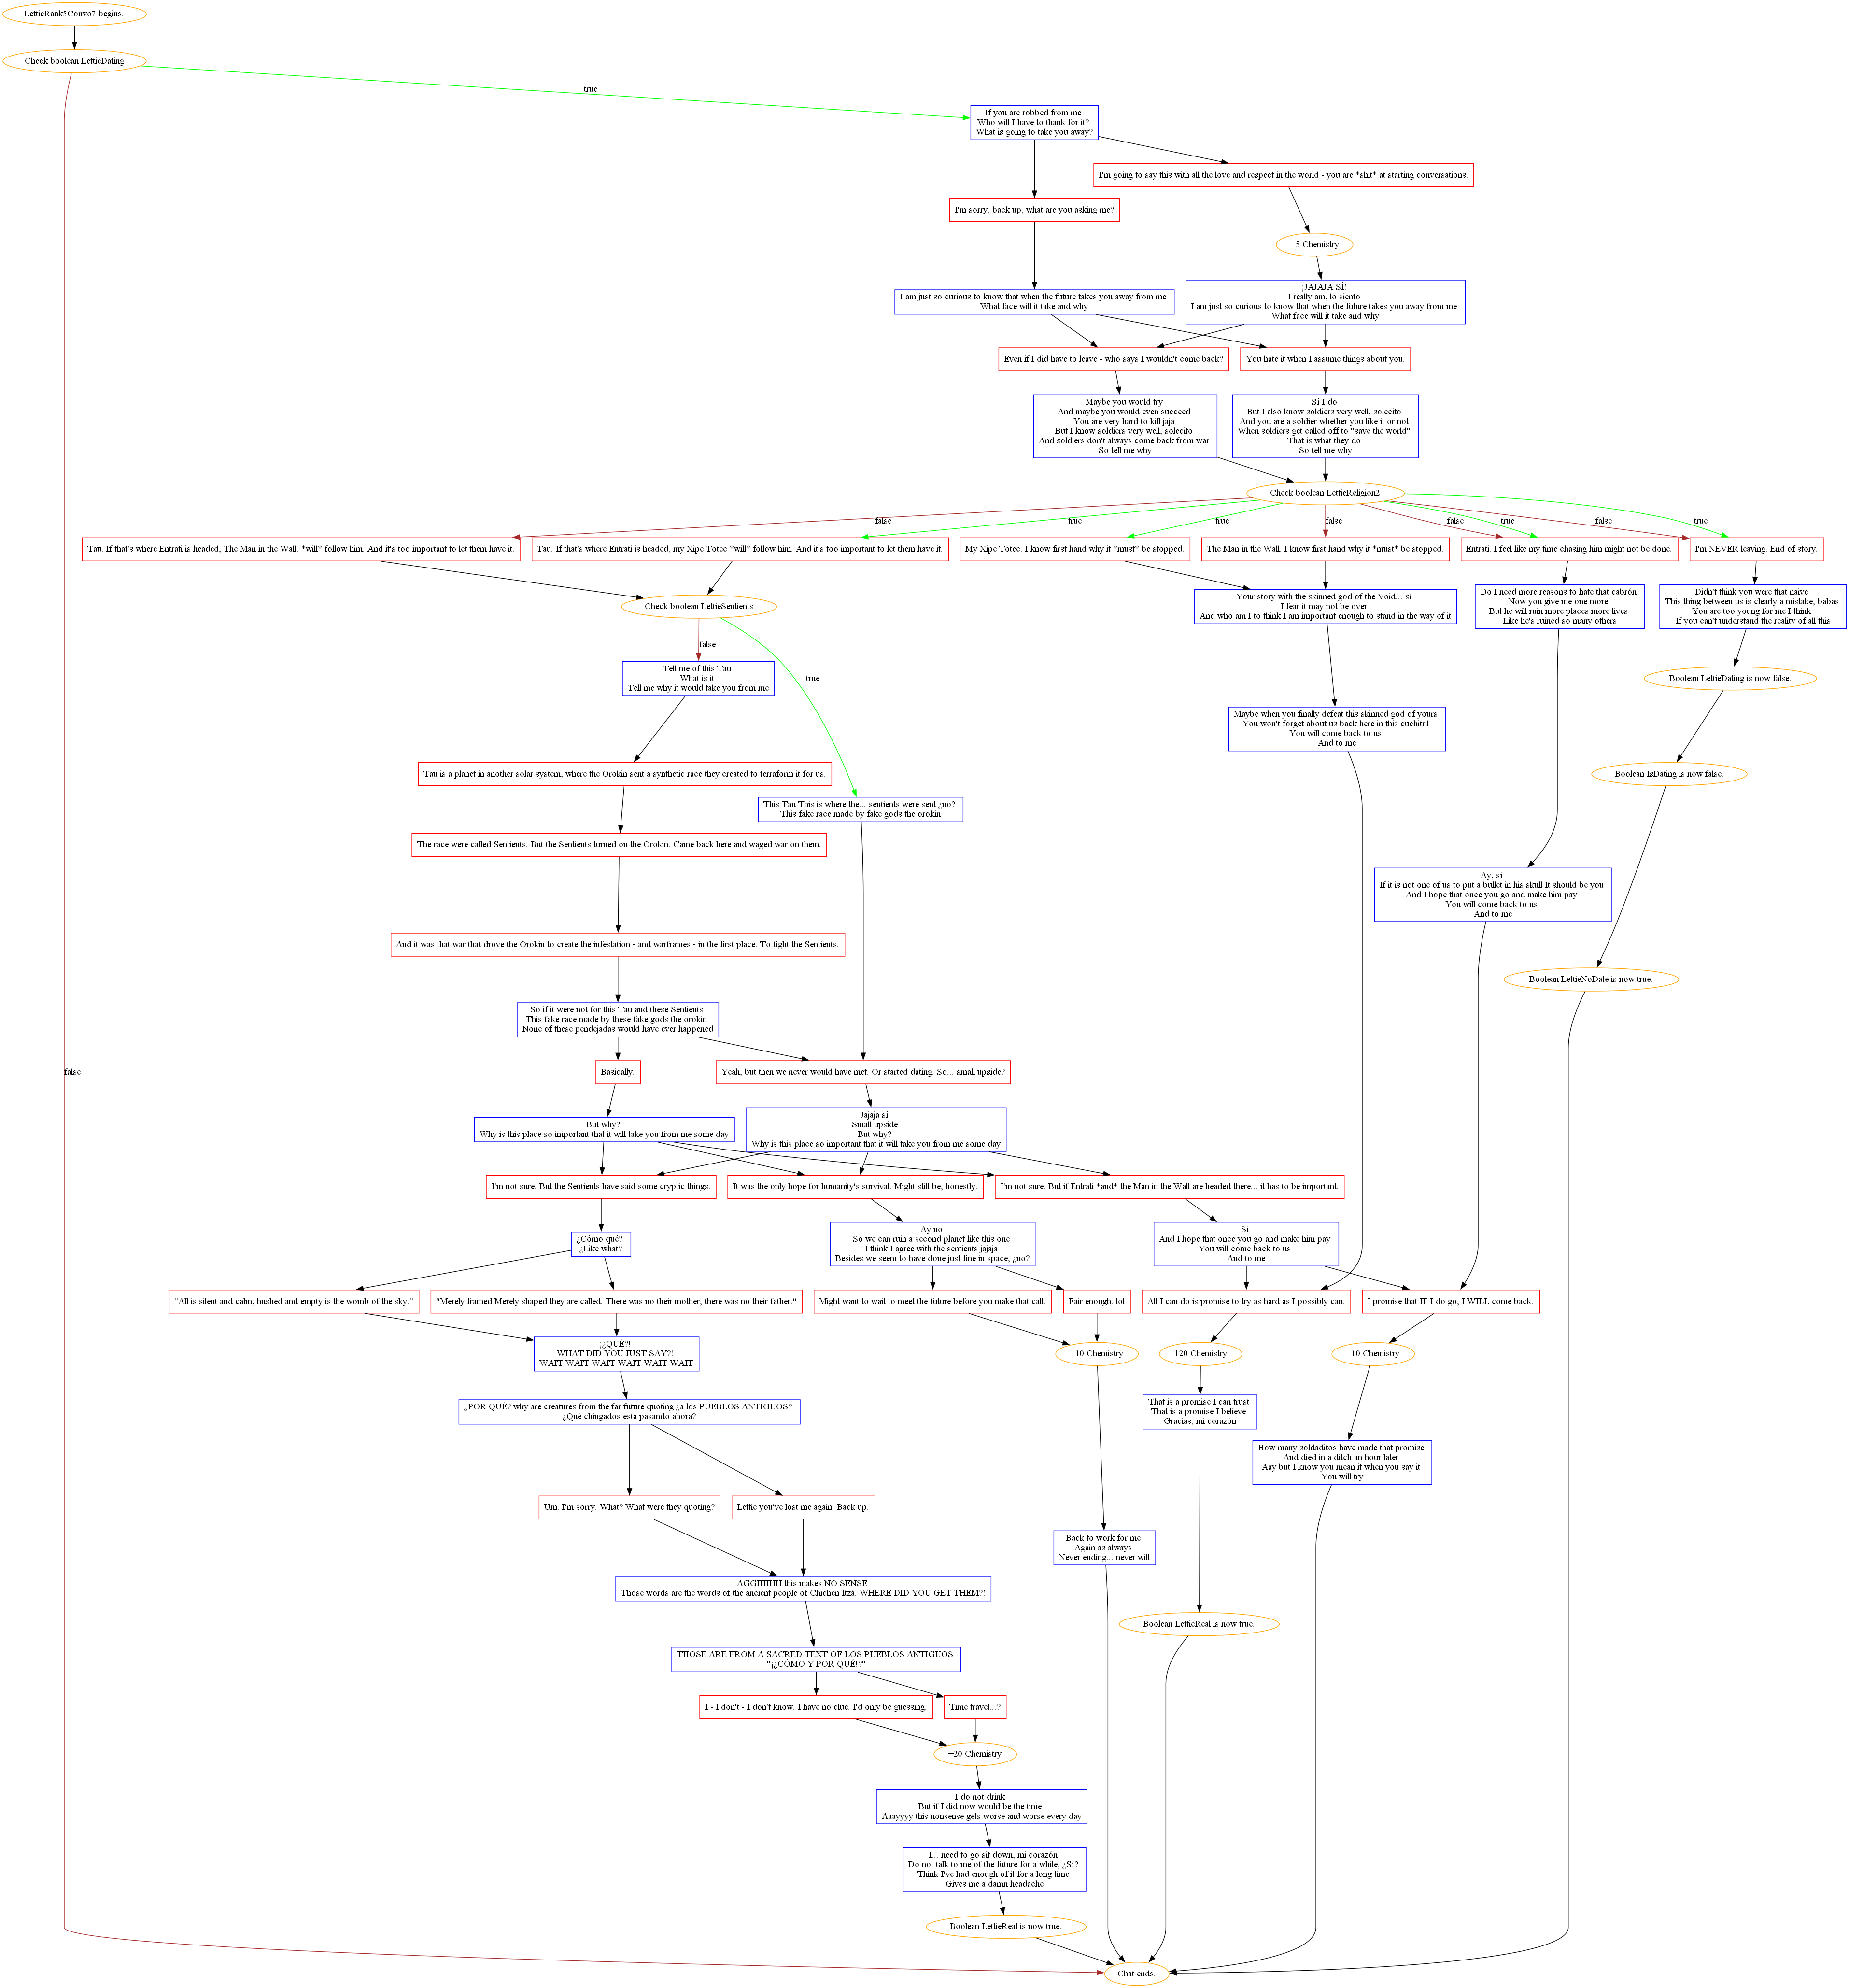 LettieRank5Convo7 begins.
Check boolean LettieDating
true
If you are robbed from me
Who will I have to thank for it?
What is going to take you away?
I'm going to say this with all the love and respect in the world - you are *shit* at starting conversations.
I'm sorry, back up, what are you asking me?
+5 Chemistry
¡JAJAJA SÍ!
I really am, lo siento
I am just so curious to know that when the future takes you away from me
What face will it take and why
I am just so curious to know that when the future takes you away from me
What face will it take and why
Even if I did have to leave - who says I wouldn't come back?
You hate it when I assume things about you.
Maybe you would try
And maybe you would even succeed
You are very hard to kill jaja
But I know soldiers very well, solecito
And soldiers don't always come back from war
So tell me why
Sí I do
But I also know soldiers very well, solecito
And you are a soldier whether you like it or not
When soldiers get called off to "save the world"
That is what they do
So tell me why
Check boolean LettieReligion2
false
true
true
false
false
true
false
true
Tau. If that's where Entrati is headed, The Man in the Wall. *will* follow him. And it's too important to let them have it.
Tau. If that's where Entrati is headed, my Xipe Totec *will* follow him. And it's too important to let them have it.
My Xipe Totec. I know first hand why it *must* be stopped.
The Man in the Wall. I know first hand why it *must* be stopped.
Entrati. I feel like my time chasing him might not be done.
I'm NEVER leaving. End of story.
Check boolean LettieSentients
Your story with the skinned god of the Void... si
I fear it may not be over
And who am I to think I am important enough to stand in the way of it
Do I need more reasons to hate that cabrón
Now you give me one more
But he will ruin more places more lives
Like he's ruined so many others
Didn't think you were that naive
This thing between us is clearly a mistake, babas
You are too young for me I think
If you can't understand the reality of all this
false
true
Tell me of this Tau
What is it
Tell me why it would take you from me
Boolean LettieDating is now false.
Maybe when you finally defeat this skinned god of yours
You won't forget about us back here in this cuchitril
You will come back to us
And to me
Tau is a planet in another solar system, where the Orokin sent a synthetic race they created to terraform it for us.
Boolean IsDating is now false.
This Tau This is where the... sentients were sent ¿no?
This fake race made by fake gods the orokin
The race were called Sentients. But the Sentients turned on the Orokin. Came back here and waged war on them.
Ay, si
If it is not one of us to put a bullet in his skull It should be you
And I hope that once you go and make him pay
You will come back to us
And to me
And it was that war that drove the Orokin to create the infestation - and warframes - in the first place. To fight the Sentients.
Boolean LettieNoDate is now true.
So if it were not for this Tau and these Sentients
This fake race made by these fake gods the orokin
None of these pendejadas would have ever happened
false
Basically.
Yeah, but then we never would have met. Or started dating. So... small upside?
But why?
Why is this place so important that it will take you from me some day
Jajaja si
Small upside
But why?
Why is this place so important that it will take you from me some day
I'm not sure. But the Sentients have said some cryptic things.
It was the only hope for humanity's survival. Might still be, honestly.
I'm not sure. But if Entrati *and* the Man in the Wall are headed there... it has to be important.
¿Cómo qué?
¿Like what?
Ay no
So we can ruin a second planet like this one
I think I agree with the sentients jajaja
Besides we seem to have done just fine in space, ¿no?
Sí
And I hope that once you go and make him pay
You will come back to us
And to me
"All is silent and calm, hushed and empty is the womb of the sky."
"Merely framed Merely shaped they are called. There was no their mother, there was no their father."
Might want to wait to meet the future before you make that call.
Fair enough. lol
All I can do is promise to try as hard as I possibly can.
I promise that IF I do go, I WILL come back.
¡¿QUÉ?!
WHAT DID YOU JUST SAY?!
WAIT WAIT WAIT WAIT WAIT WAIT
+10 Chemistry
+20 Chemistry
+10 Chemistry
¿POR QUÉ? why are creatures from the far future quoting ¿a los PUEBLOS ANTIGUOS?
¿Qué chingados está pasando ahora?
That is a promise I can trust
That is a promise I believe
Gracias, mi corazón
How many soldaditos have made that promise
And died in a ditch an hour later
Aay but I know you mean it when you say it
You will try
Um. I'm sorry. What? What were they quoting?
Lettie you've lost me again. Back up.
Back to work for me
Again as always
Never ending... never will
AGGHHHH this makes NO SENSE
Those words are the words of the ancient people of Chichén Itzá. WHERE DID YOU GET THEM?!
Boolean LettieReal is now true.
THOSE ARE FROM A SACRED TEXT OF LOS PUEBLOS ANTIGUOS
"¡¿CÓMO Y POR QUÉ!?"
I - I don't - I don't know. I have no clue. I'd only be guessing.
Time travel...?
+20 Chemistry
I do not drink
But if I did now would be the time
Aaayyyy this nonsense gets worse and worse every day
I... need to go sit down, mi corazón
Do not talk to me of the future for a while, ¿Sí?
Think I've had enough of it for a long time
Gives me a damn headache
Boolean LettieReal is now true.
Chat ends.